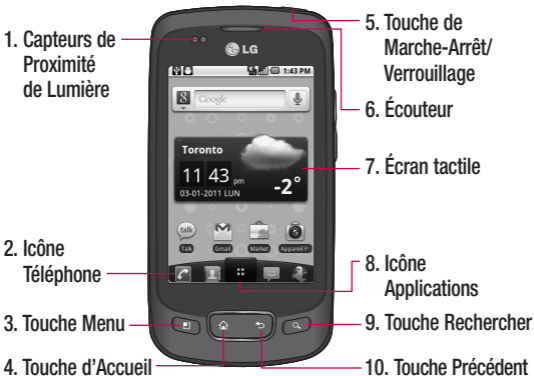 1. Capteurs de
Proximité
de Lumière
2. Icône
Téléphone
3. Touche Menu
4. Touche d'Accueil
5. Touche de
Marche-Arrêt/
Verrouillage
6. Écouteur
7. Écran tactile
8. Icône
Applications
9. Touche Rechercher
10. Touche Précédent
LG
1:43 PM
Google
Toronto
11 43 pm
-2°
03-01-2011 LUN
talk
Talk
Gmail
Market
Appareil P